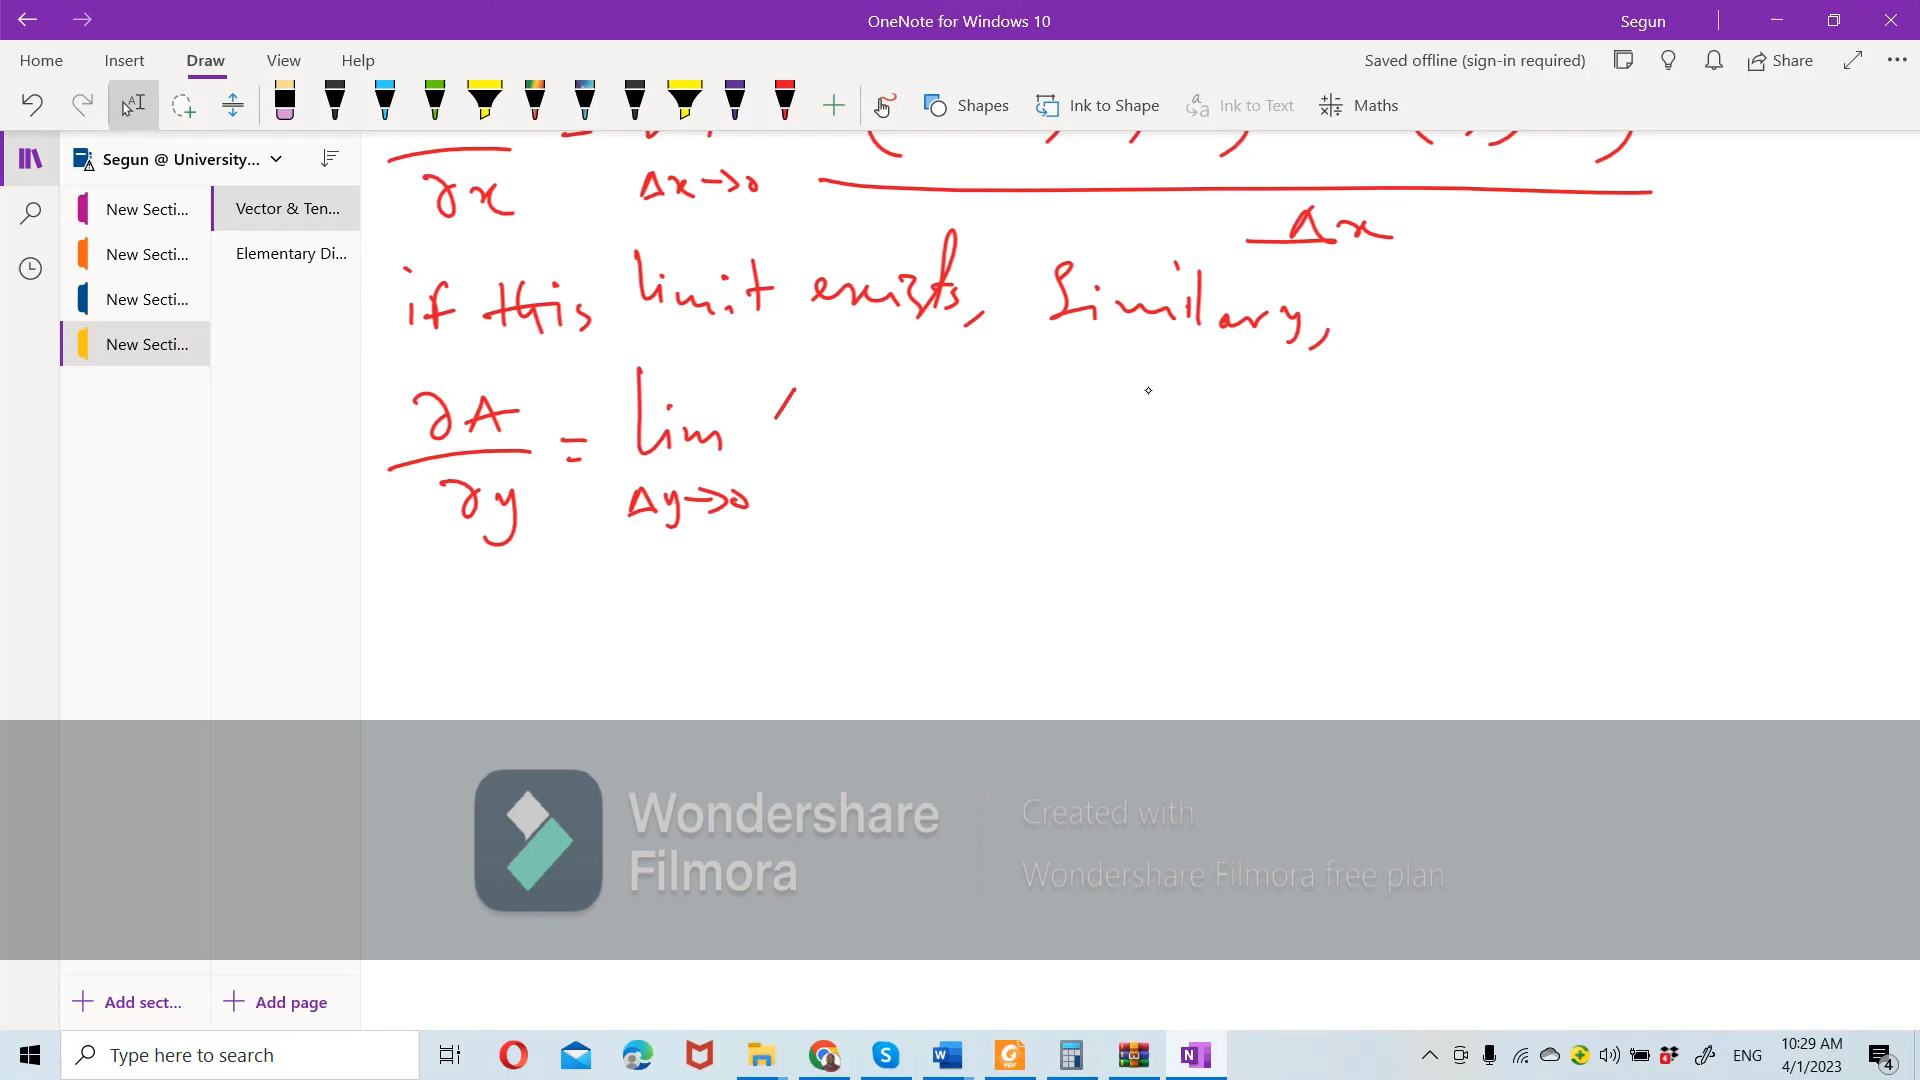 OneNote for Windows 10
Segun
Home Insert Draw View Help
Saved offline (sign-in required) Share
Shapes Ink to Shape Ink to Text Maths
Segun @ University...
New Secti...
New Secti...
New Secti...
New Secti...
Vector & Ten...
Elementary Di...
∂x Δx→0
Δx
if this limit exists, Similary,
∂A = lim
∂y Δy→0
Wondershare
Filmora
Created with
Wondershare Filmora free plan
Add sect...
Add page
Type here to search
ENG
10:29 AM
4/1/2023
4